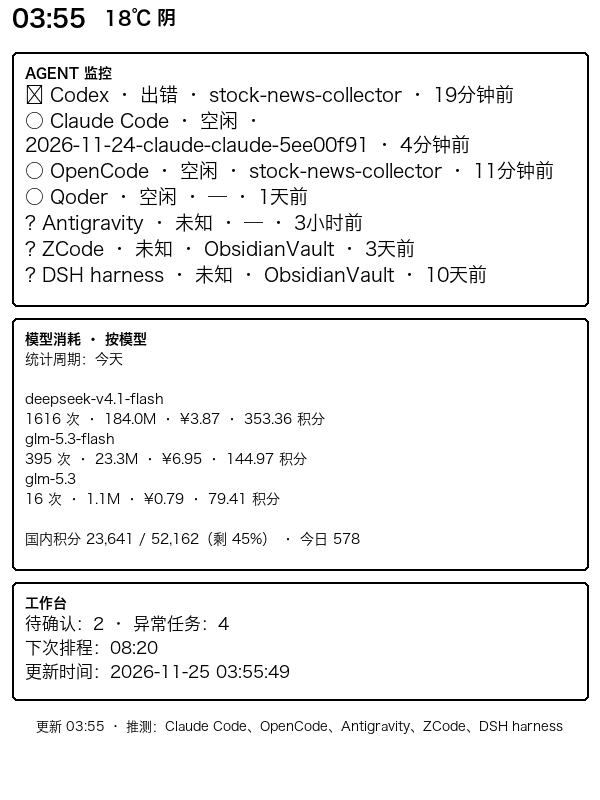 03:55 18℃ 阴
AGENT 监控
☒ Codex · 出错 · stock-news-collector · 19分钟前
○ Claude Code · 空闲 ·
2026-11-24-claude-claude-5ee00f91 · 4分钟前
○ OpenCode · 空闲 · stock-news-collector · 11分钟前
○ Qoder · 空闲 · — · 1天前
? Antigravity · 未知 · — · 3小时前
? ZCode · 未知 · ObsidianVault · 3天前
? DSH harness · 未知 · ObsidianVault · 10天前
模型消耗 · 按模型
统计周期：今天
deepseek-v4.1-flash
1616 次 · 184.0M · ¥3.87 · 353.36 积分
glm-5.3-flash
395 次 · 23.3M · ¥6.95 · 144.97 积分
glm-5.3
16 次 · 1.1M · ¥0.79 · 79.41 积分
国内积分 23,641 / 52,162（剩 45%） · 今日 578
工作台
待确认：2 · 异常任务：4
下次排程：08:20
更新时间：2026-11-25 03:55:49
更新 03:55 · 推测：Claude Code、OpenCode、Antigravity、ZCode、DSH harness